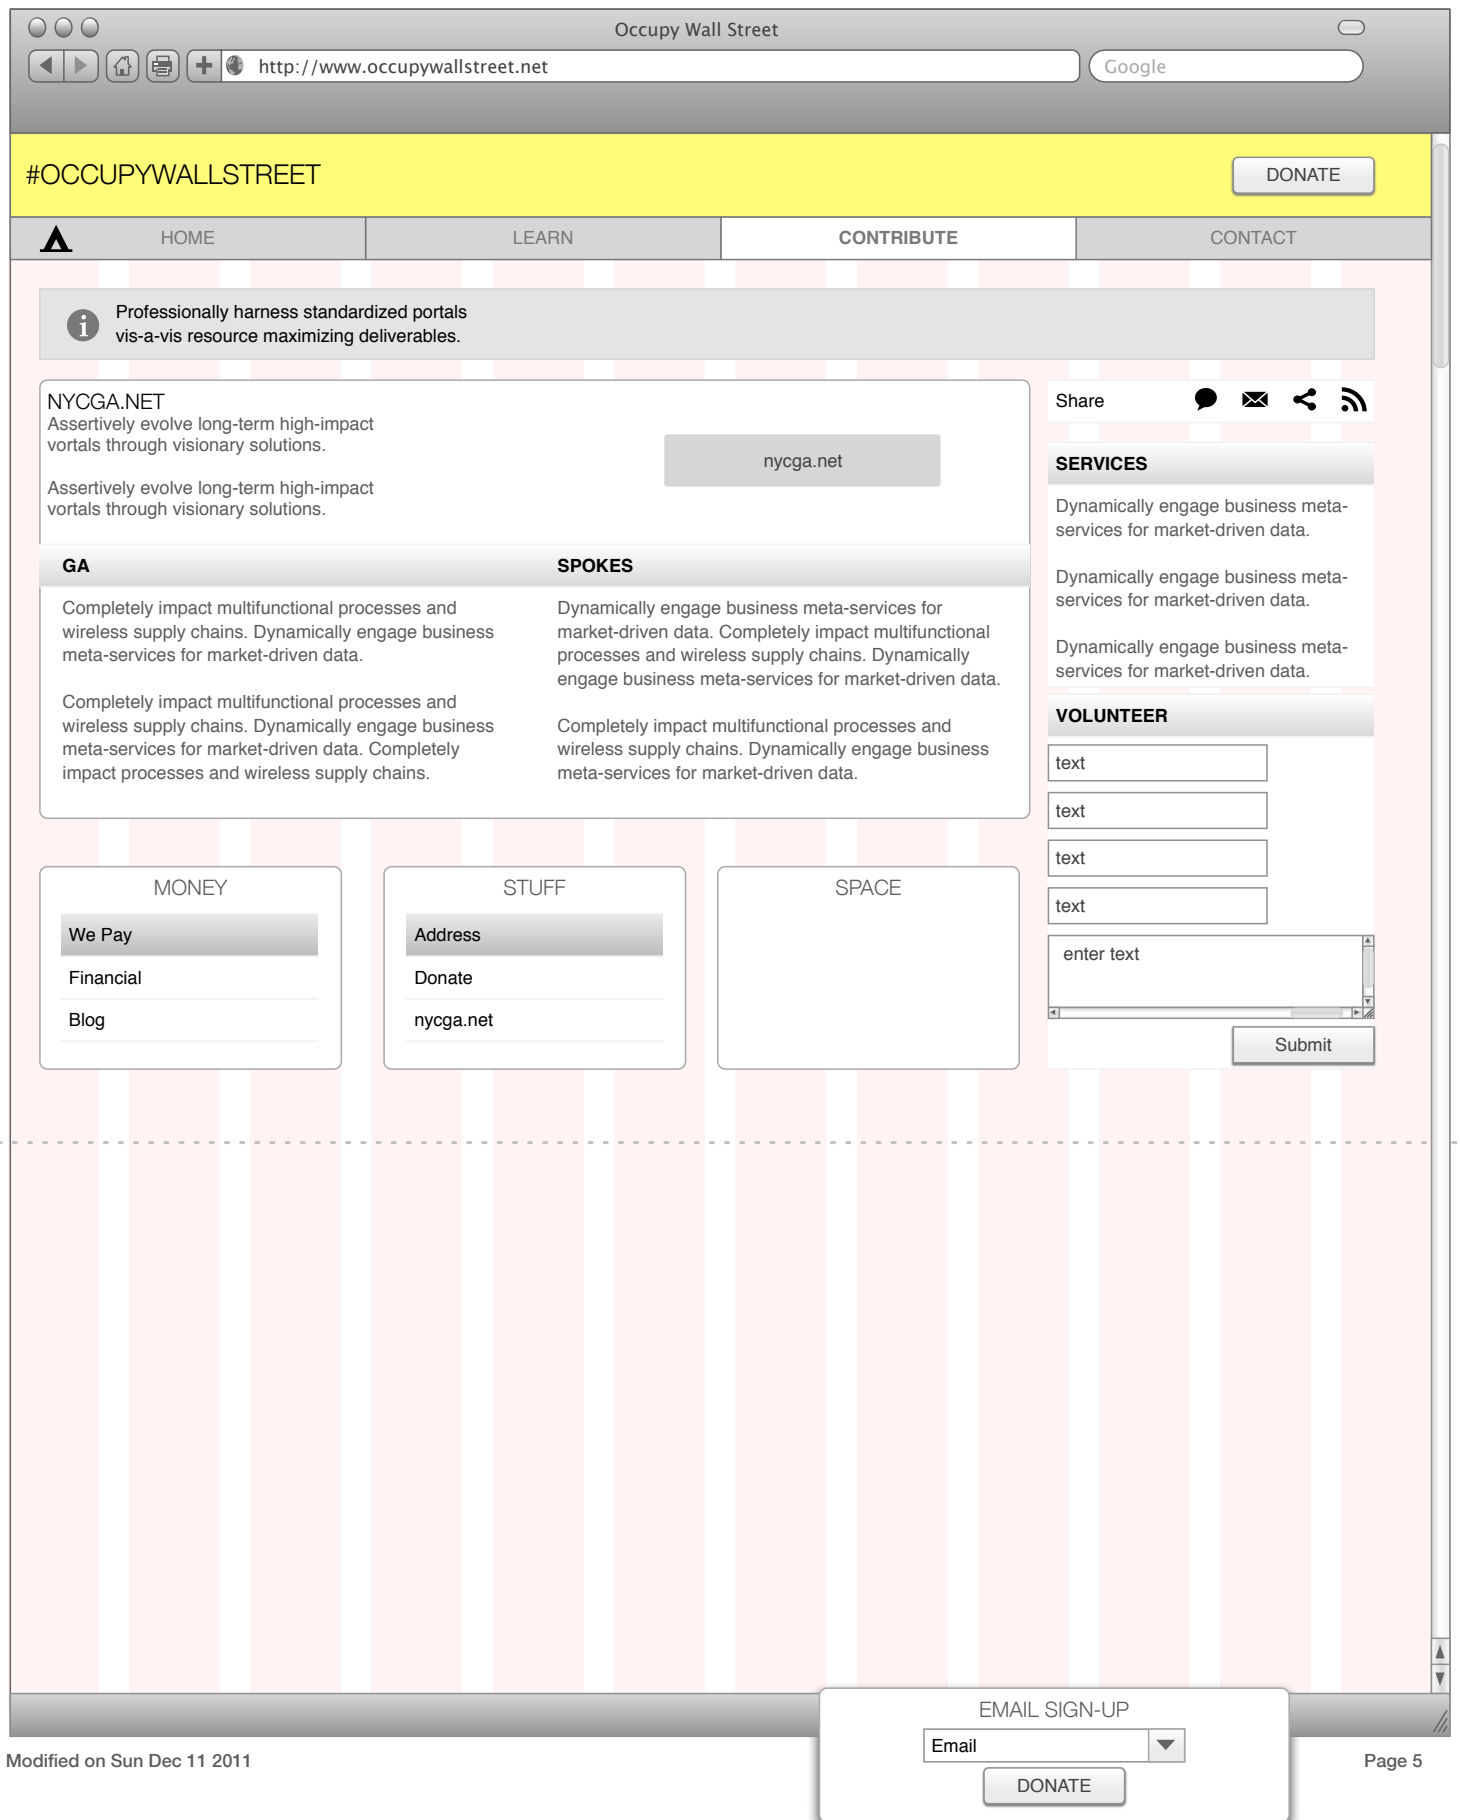 Occupy Wall Street
http://www.occupywallstreet.net
Google
#OCCUPYWALLSTREET
DONATE
HOME
LEARN
CONTRIBUTE
CONTACT
Professionally harness standardized portals
vis-a-vis resource maximizing deliverables.
NYCGA.NET
Assertively evolve long-term high-impact
vortals through visionary solutions.
Assertively evolve long-term high-impact
vortals through visionary solutions.
nycga.net
GA
Completely impact multifunctional processes and
wireless supply chains. Dynamically engage business
meta-services for market-driven data.
Completely impact multifunctional processes and
wireless supply chains. Dynamically engage business
meta-services for market-driven data. Completely
impact processes and wireless supply chains.
SPOKES
Dynamically engage business meta-services for
market-driven data. Completely impact multifunctional
processes and wireless supply chains. Dynamically
engage business meta-services for market-driven data.
Completely impact multifunctional processes and
wireless supply chains. Dynamically engage business
meta-services for market-driven data.
Share
SERVICES
Dynamically engage business meta-
services for market-driven data.
Dynamically engage business meta-
services for market-driven data.
Dynamically engage business meta-
services for market-driven data.
VOLUNTEER
text
text
text
text
enter text
Submit
MONEY
We Pay
Financial
Blog
STUFF
Address
Donate
nycga.net
SPACE
EMAIL SIGN-UP
Email
DONATE
Modified on Sun Dec 11 2011
Page 5